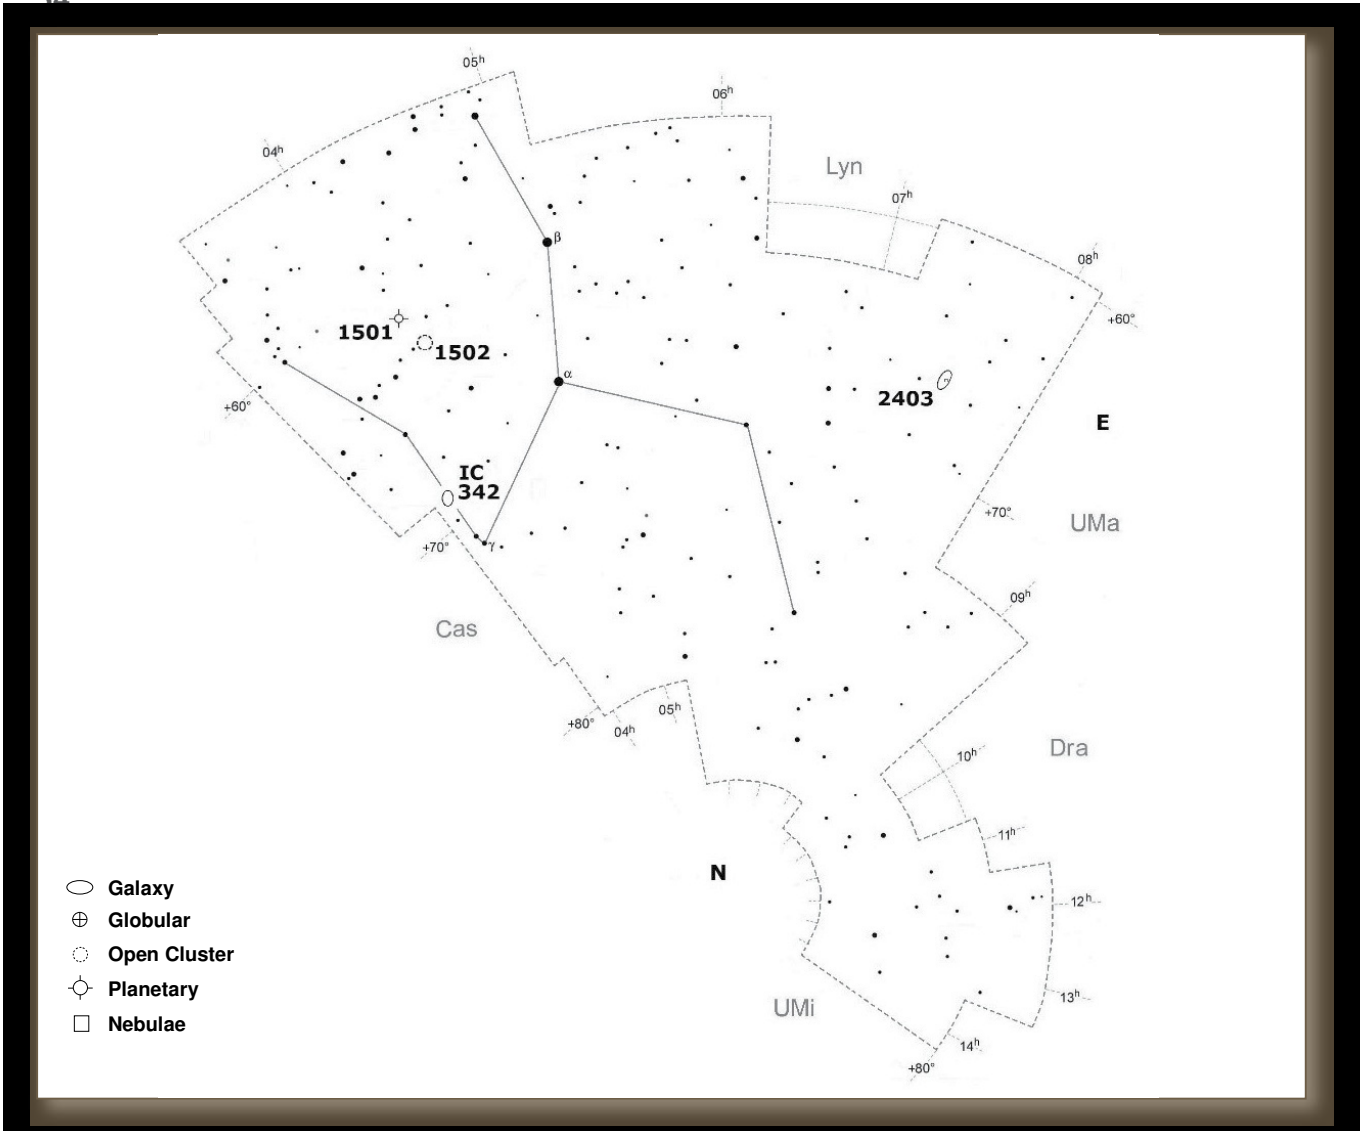 05h
06h
04h
Lyn
07h
β
08h
+60°
1501
1502
α
2403
+60°
E
IC
342
+70°
UMa
+70°
γ
09h
Cas
05h
+80°
04h
Dra
10h
11h
N
12h
Galaxy
Globular
Open Cluster
Planetary
Nebulae
13h
UMi
14h
+80°